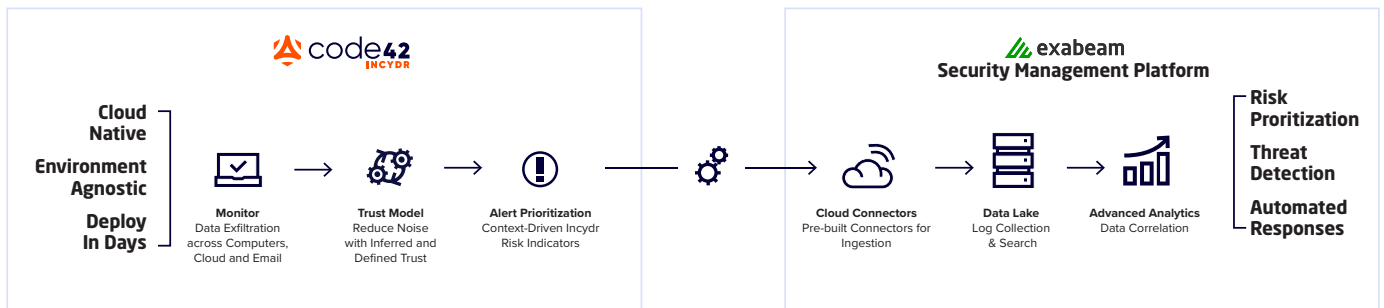 code42
INCYDR
Cloud
Native
Environment
Agnostic
Deploy
In Days
Monitor
Data Exfiltration
across Computers,
Cloud and Email
Trust Model
Reduce Noise
with Inferred and
Defined Trust
Alert Prioritization
Context-Driven Incydr
Risk Indicators
exabeam
Security Management Platform
Cloud Connectors
Pre-built Connectors for
Ingestion
Data Lake
Log Collection
& Search
Advanced Analytics
Data Correlation
Risk
Proritization
Threat
Detection
Automated
Responses